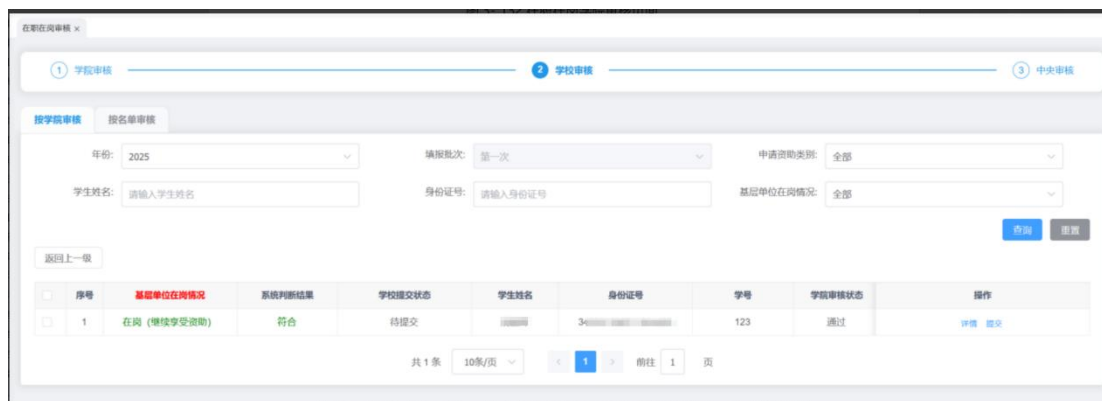 在职在岗审核 ×
1 学院审核 2 学校审核 3 中央审核
按学院审核 按名单审核
年份: 2025 填报批次: 第一次 申请资助类别: 全部
学生姓名: 请输入学生姓名 身份证号: 请输入身份证号 基层单位在岗情况: 全部
查询 重置
返回上一级
序号 基层单位在岗情况 系统判断结果 学校提交状态 学生姓名 身份证号 学号 学院审核状态 操作
1 在岗 (继续享受资助) 符合 待提交 34 123 通过 详情 提交
共 1 条 10条/页 < 1 > 前往 1 页